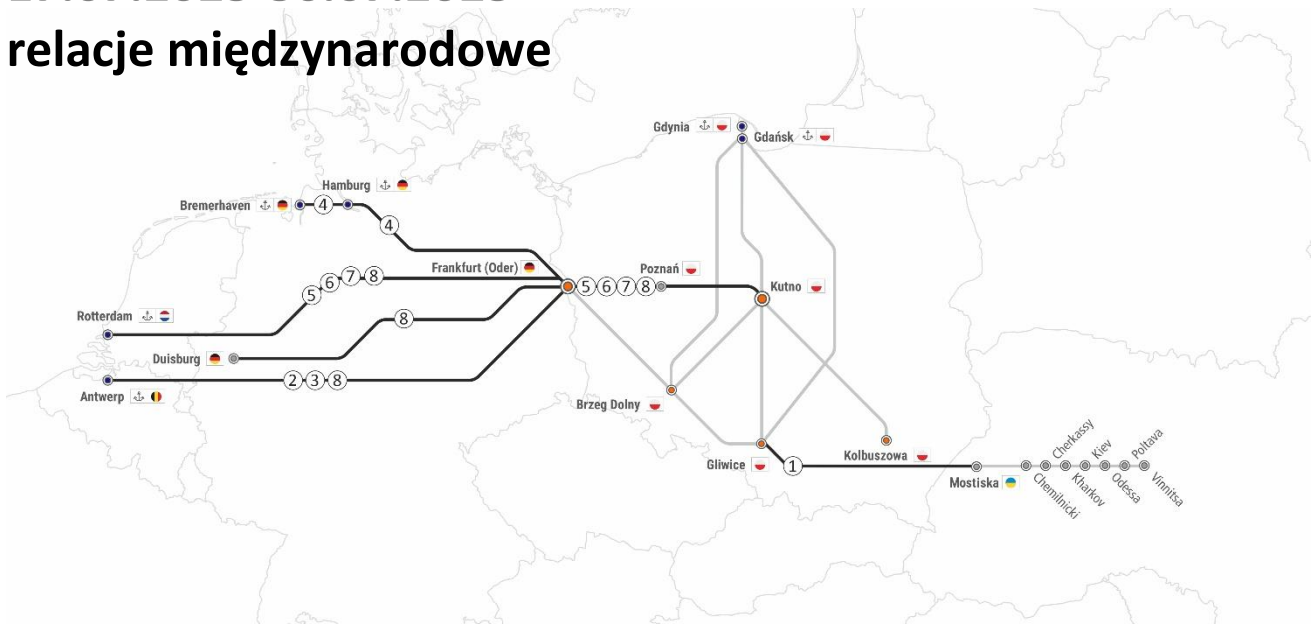 relacje międzynarodowe
Gdynia
Gdańsk
Hamburg
Bremerhaven
4
4
Frankfurt (Oder)
Poznań
Kutno
5
6
7
8
5
6
7
8
Rotterdam
8
Duisburg
Antwerp
2
3
8
Brzeg Dolny
Gliwice
1
Kolbuszowa
Mostiska
Chemilnicki
Cherkassy
Kharkov
Kiev
Odessa
Poltava
Vinnitsa